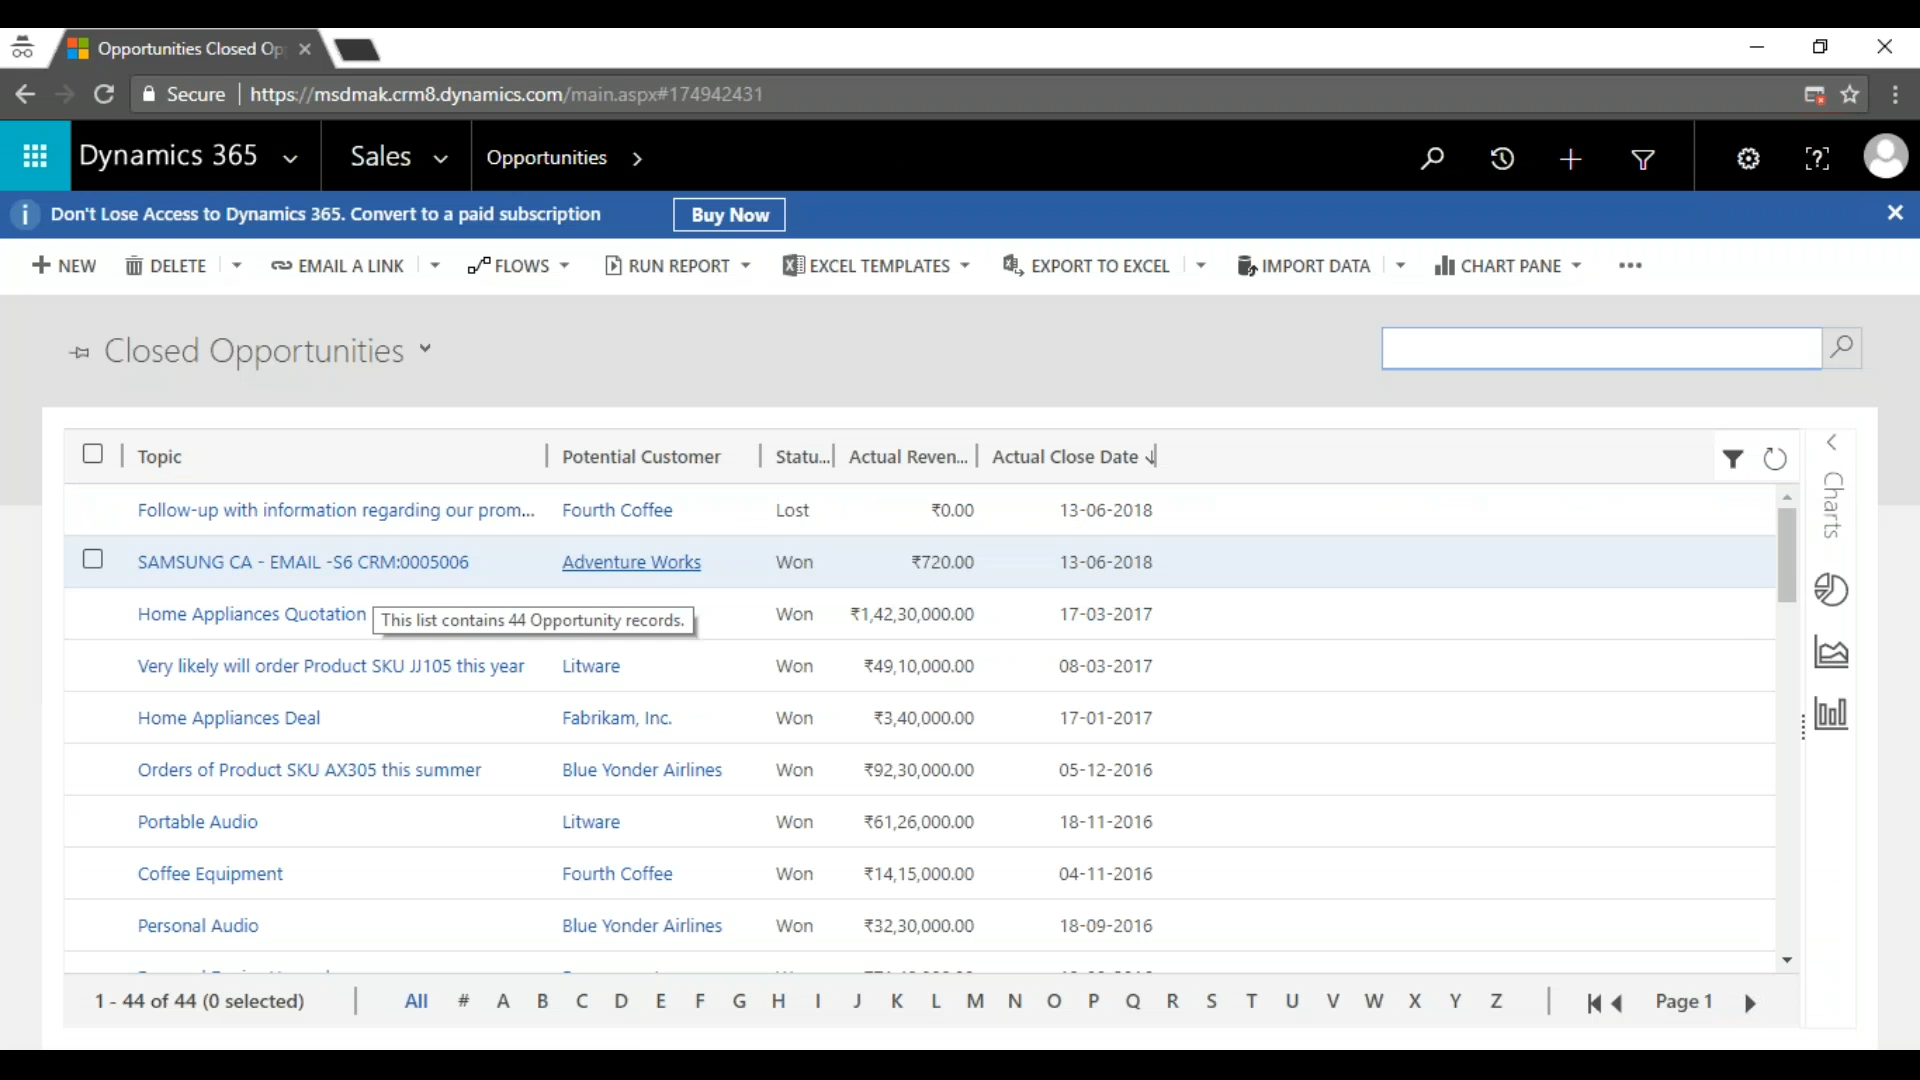 Opportunities Closed Op
Secure https://msdmak.crm8.dynamics.com/main.aspx#174942431
Dynamics 365 Sales Opportunities
Don't Lose Access to Dynamics 365. Convert to a paid subscription Buy Now
NEW DELETE EMAIL A LINK FLOWS RUN REPORT EXCEL TEMPLATES EXPORT TO EXCEL IMPORT DATA CHART PANE
Closed Opportunities
Topic Potential Customer Statu... Actual Reven... Actual Close Date
Follow-up with information regarding our prom... Fourth Coffee Lost ₹0.00 13-06-2018
SAMSUNG CA - EMAIL -S6 CRM:0005006 Adventure Works Won ₹720.00 13-06-2018
Home Appliances Quotation Won ₹1,42,30,000.00 17-03-2017
This list contains 44 Opportunity records.
Very likely will order Product SKU JJ105 this year Litware Won ₹49,10,000.00 08-03-2017
Home Appliances Deal Fabrikam, Inc. Won ₹3,40,000.00 17-01-2017
Orders of Product SKU AX305 this summer Blue Yonder Airlines Won ₹92,30,000.00 05-12-2016
Portable Audio Litware Won ₹61,26,000.00 18-11-2016
Coffee Equipment Fourth Coffee Won ₹14,15,000.00 04-11-2016
Personal Audio Blue Yonder Airlines Won ₹32,30,000.00 18-09-2016
Charts
1 - 44 of 44 (0 selected) All # A B C D E F G H I J K L M N O P Q R S T U V W X Y Z Page 1